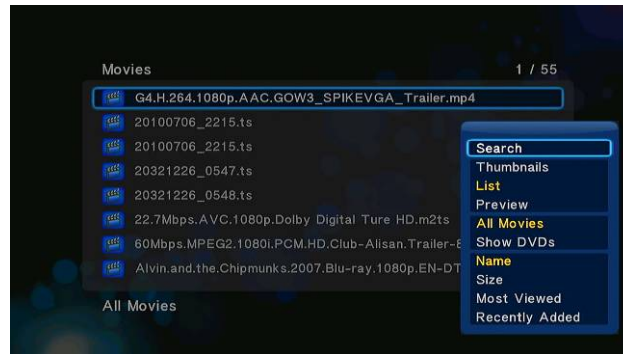 Movies 1 / 55
G4.H.264.1080p.AAC.GOW3_SPIKEVGA_Trailer.mp4
20100706_2215.ts
20100706_2215.ts
20321226_0547.ts
20321226_0548.ts
22.7Mbps.AVC.1080p.Dolby Digital Ture HD.m2ts
60Mbps.MPEG2.1080i.PCM.HD.Club-Alisan.Trailer-
Alvin.and.the.Chipmunks.2007.Blu-ray.1080p.EN-DT
All Movies
Search
Thumbnails
List
Preview
All Movies
Show DVDs
Name
Size
Most Viewed
Recently Added